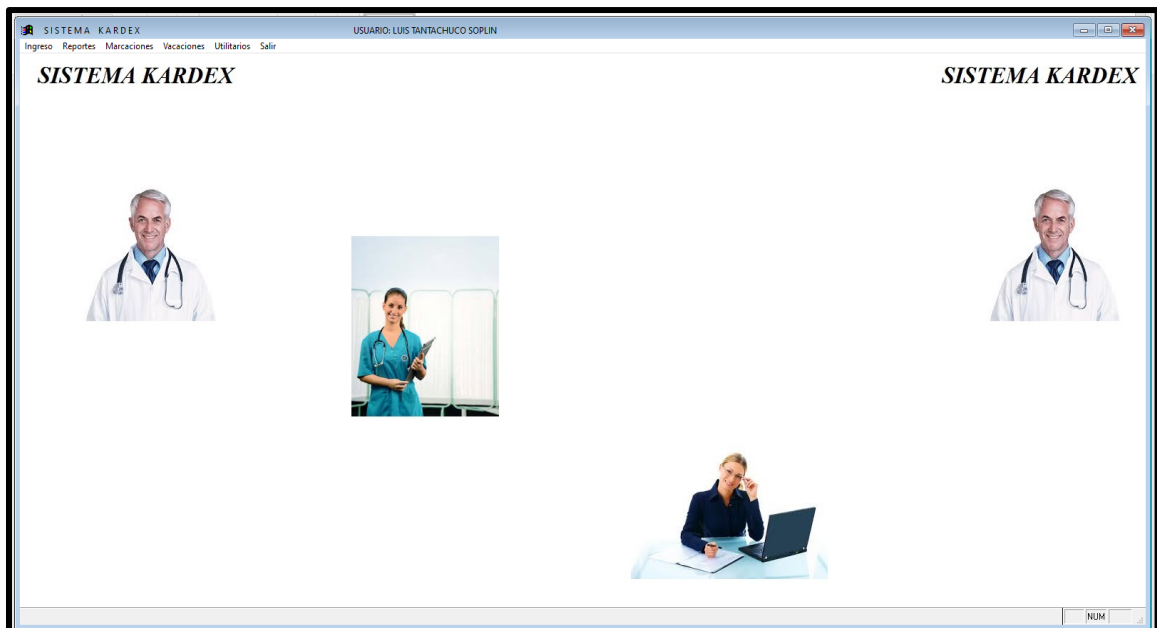 SISTEMA KARDEX USUARIO: LUIS TANTACHUCO SOPLIN
Ingreso Reportes Marcaciones Vacaciones Utilitarios Salir
SISTEMA KARDEX SISTEMA KARDEX
NUM